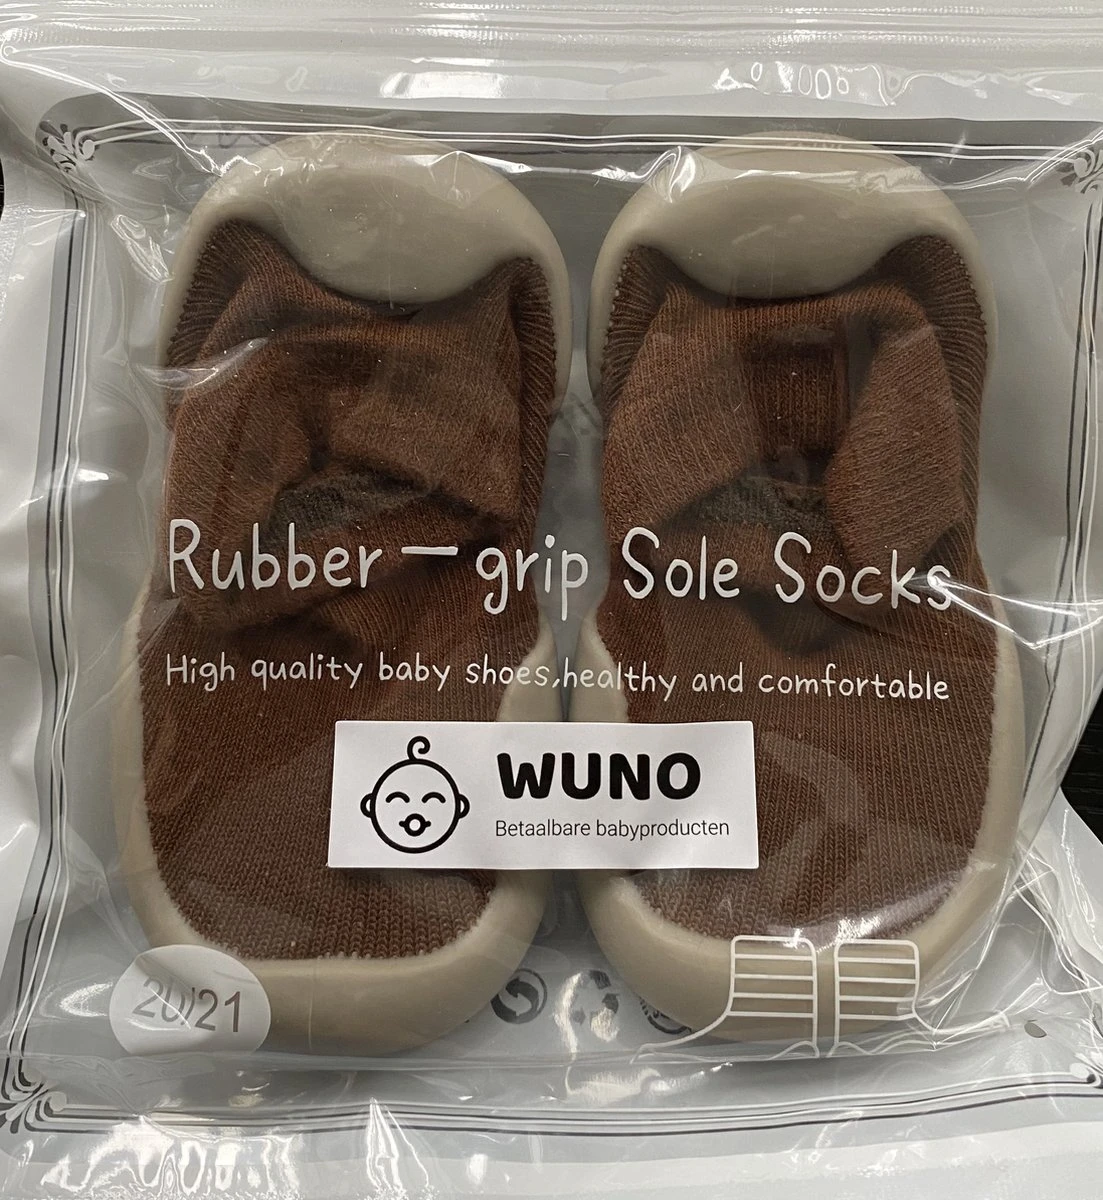 Rubber - grip Sole Socks
High quality baby shoes, healthy and comfortable
WUNO
Betaalbare babyproducten
20/21